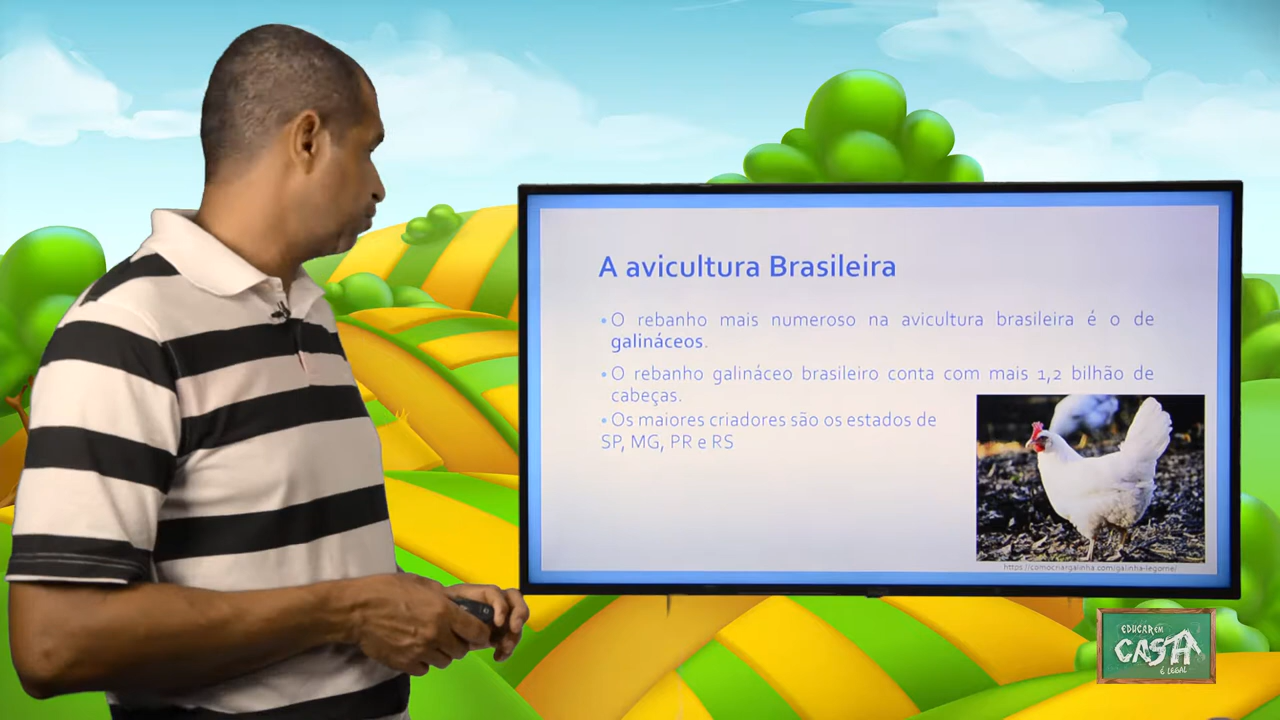 A avicultura Brasileira
•O rebanho mais numeroso na avicultura brasileira é o de
galináceos.
•O rebanho galináceo brasileiro conta com mais 1,2 bilhão de
cabeças.
•Os maiores criadores são os estados de
SP, MG, PR e RS
https://comocriargalinha.com/galinha-legorne/
EDUCAR EM
CASA
É LEGAL